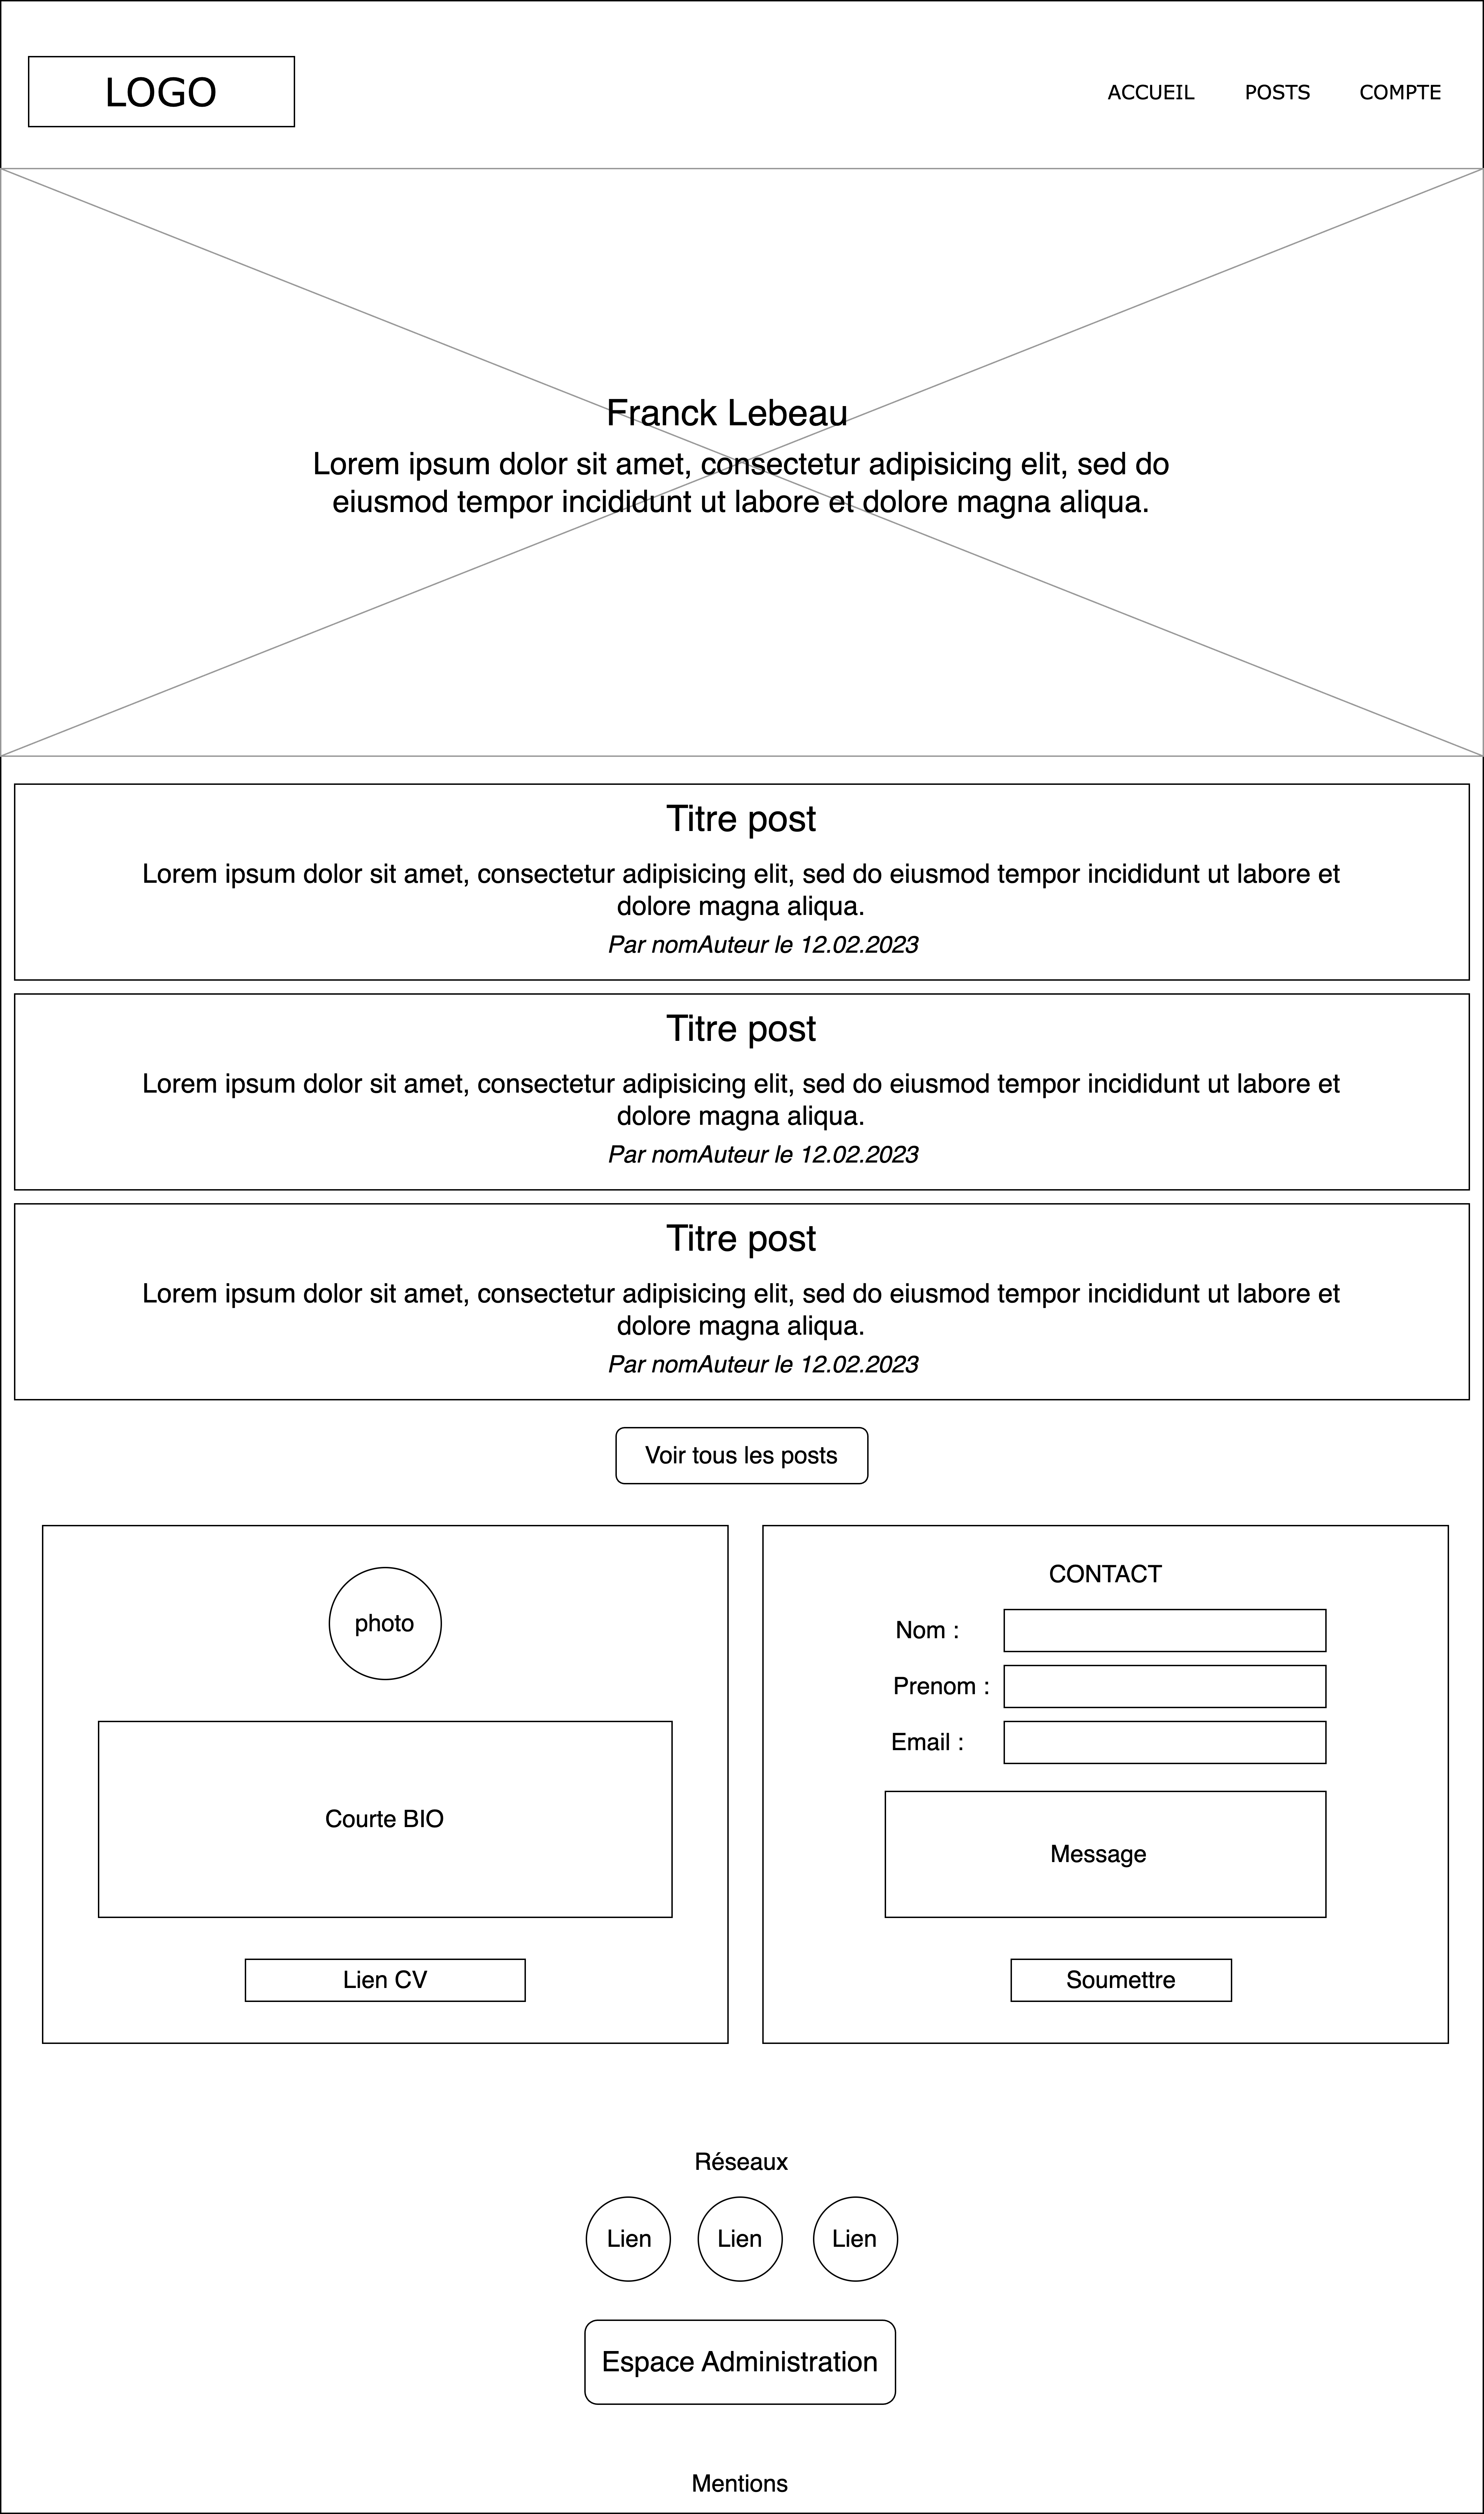 LOGO
ACCUEIL
POSTS
COMPTE
Franck Lebeau
Lorem ipsum dolor sit amet, consectetur adipisicing elit, sed do
eiusmod tempor incididunt ut labore et dolore magna aliqua.
Titre post
Lorem ipsum dolor sit amet, consectetur adipisicing elit, sed do eiusmod tempor incididunt ut labore et
dolore magna aliqua.
Par nomAuteur le 12.02.2023
Titre post
Lorem ipsum dolor sit amet, consectetur adipisicing elit, sed do eiusmod tempor incididunt ut labore et
dolore magna aliqua.
Par nomAuteur le 12.02.2023
Titre post
Lorem ipsum dolor sit amet, consectetur adipisicing elit, sed do eiusmod tempor incididunt ut labore et
dolore magna aliqua.
Par nomAuteur le 12.02.2023
Voir tous les posts
photo
Courte BIO
Lien CV
CONTACT
Nom :
Prenom :
Email :
Message
Soumettre
Réseaux
Lien
Lien
Lien
Espace Administration
Mentions